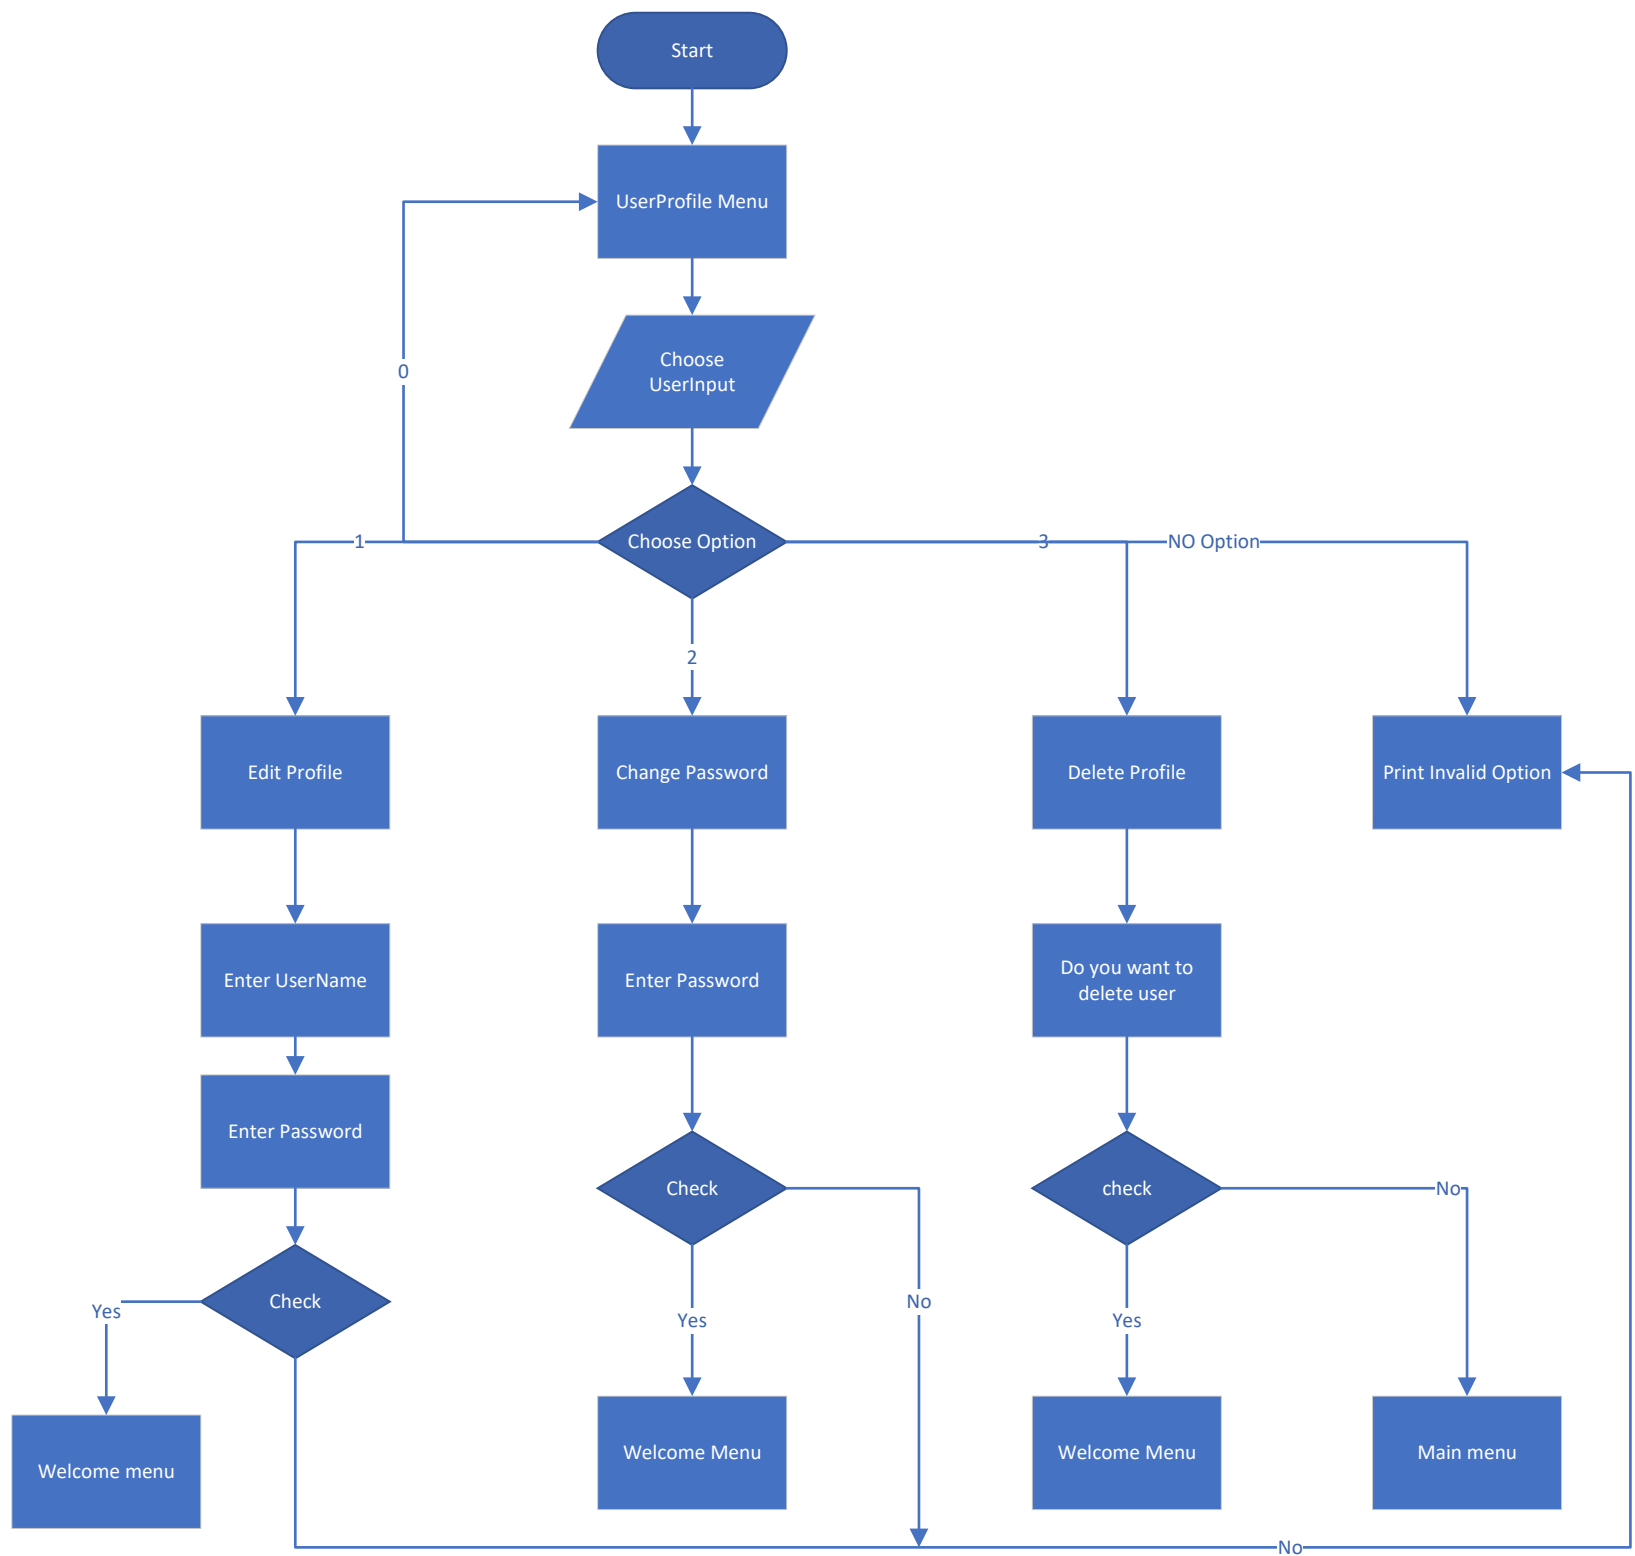 Start
UserProfile Menu
0
Choose
UserInput
Choose Option
1
3
NO Option
2
Edit Profile
Change Password
Delete Profile
Print Invalid Option
Enter UserName
Enter Password
Do you want to
delete user
Enter Password
Check
check
No
Check
Yes
No
Yes
Yes
Welcome menu
Welcome Menu
Welcome Menu
Main menu
No